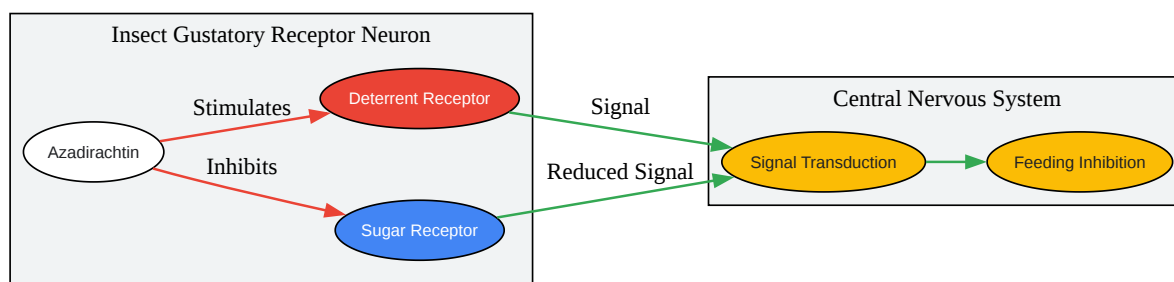 Insect Gustatory Receptor Neuron
Azadirachtin
Stimulates
Inhibits
Deterrent Receptor
Sugar Receptor
Signal
Reduced Signal
Central Nervous System
Signal Transduction
Feeding Inhibition